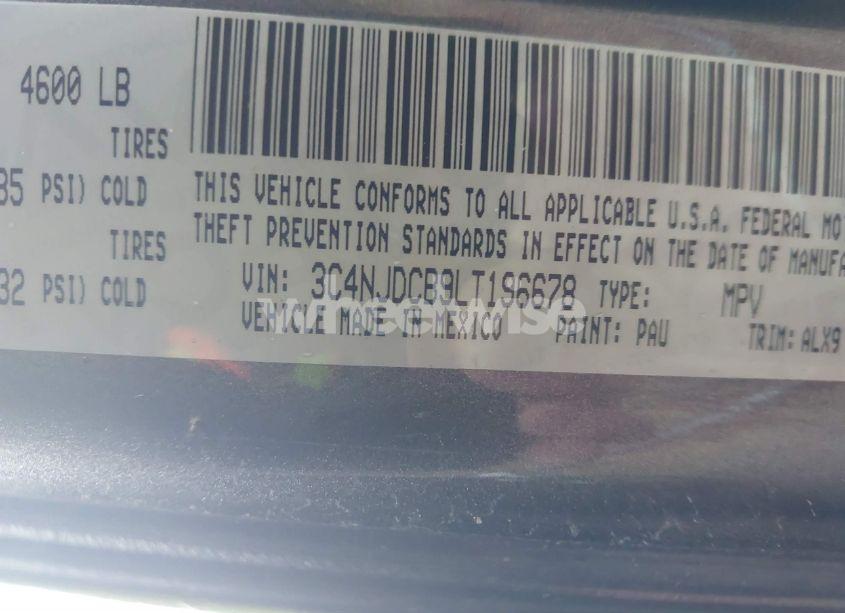 4600 LB
TIRES
35 PSI) COLD
TIRES
32 PSI) COLD
THIS VEHICLE CONFORMS TO ALL APPLICABLE U.S.A. FEDERAL MO
THEFT PREVENTION STANDARDS IN EFFECT ON THE DATE OF MANUFA
VIN: 3C4NJDCB9LT196678 TYPE: MPV
VEHICLE MADE IN MEXICO PAINT: PAU TRIM: ALX9
wheelwise